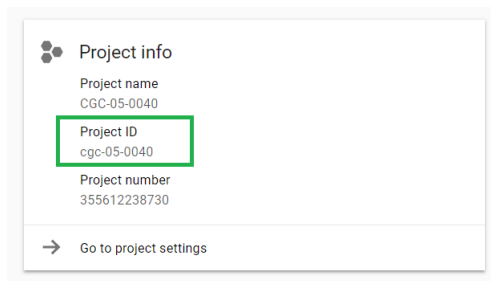 Project info
Project name
CGC-05-0040
Project ID
cgc-05-0040
Project number
355612238730
Go to project settings